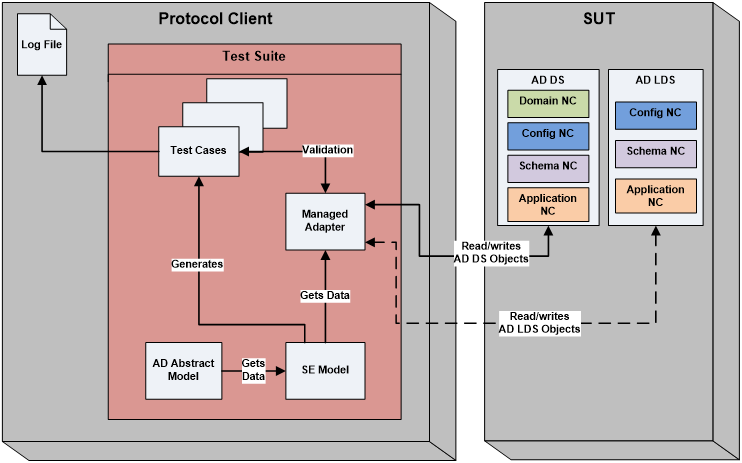 Protocol Client
SUT
Log File
Test Suite
Test Cases
Validation
Managed
Adapter
Generates
Gets Data
AD Abstract
Model
Gets
Data
SE Model
Read/writes
AD DS Objects
Read/writes
AD LDS Objects
AD DS
Domain NC
Config NC
Schema NC
Application
NC
AD LDS
Config NC
Schema NC
Application
NC